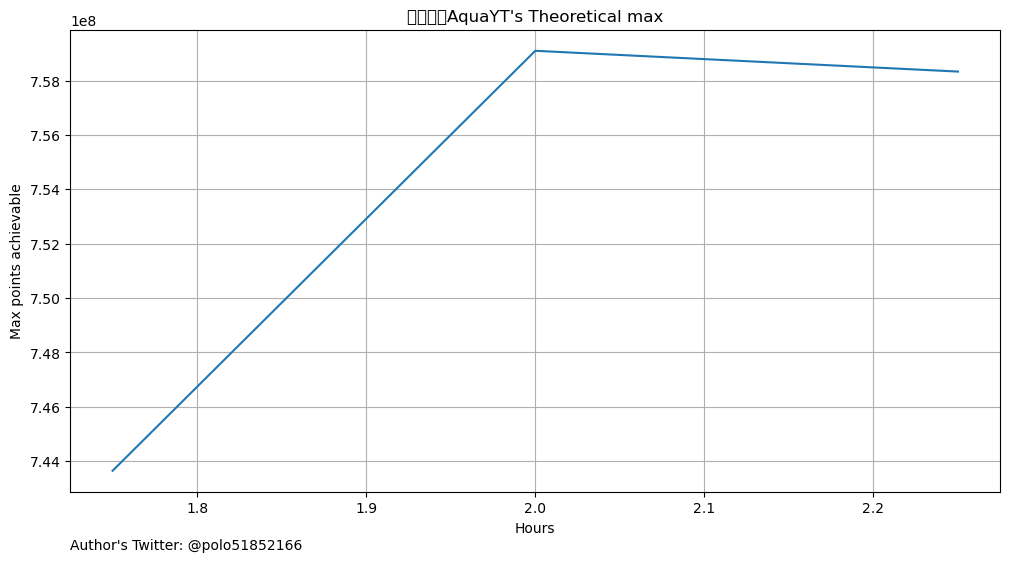 AquaYT's Theoretical max
1e8
7.58
7.56
7.54
7.52
7.50
7.48
7.46
7.44
Max points achievable
1.8 1.9 2.0 2.1 2.2
Hours
Author's Twitter: @polo51852166